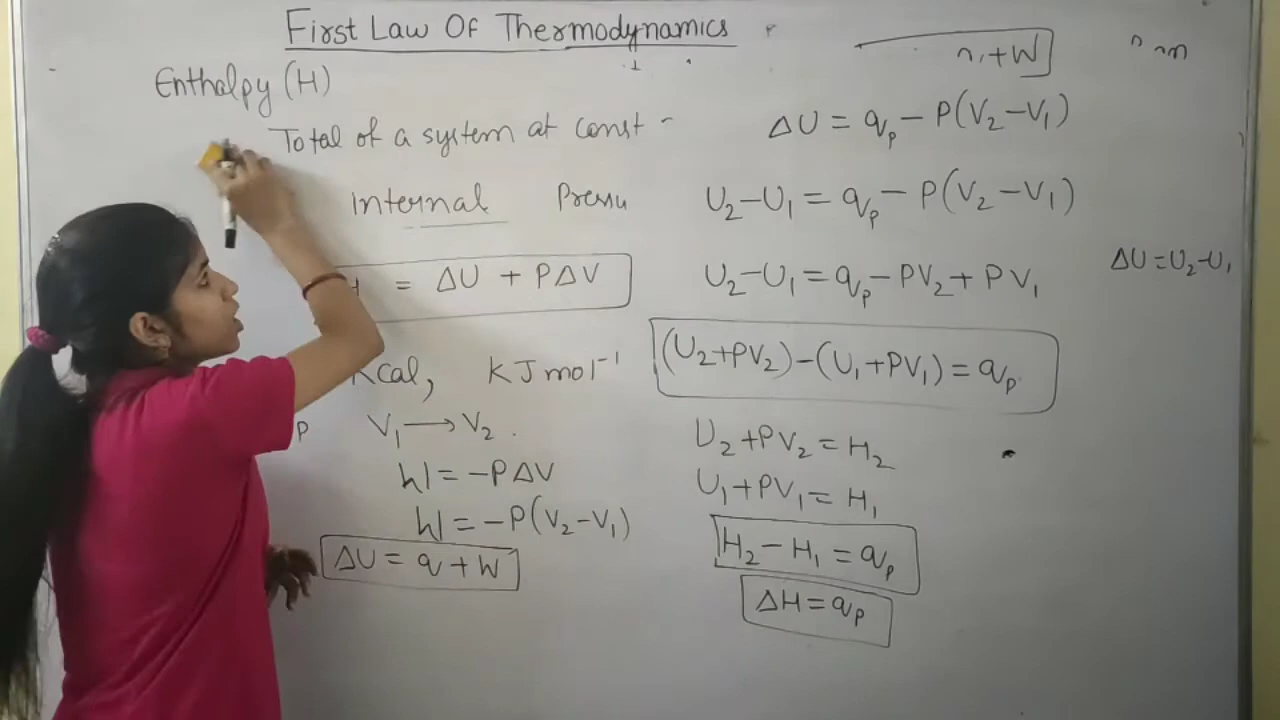 First Law Of Thermodynamics
Enthalpy (H)
Total of a system at const
Internal Pressu
H = ΔU + PΔV
Kcal, KJmol⁻¹
P V₁ → V₂ .
W = -PΔV
W = -P(V₂-V₁)
ΔU = q + W
+W
ΔU = qₚ - P(V₂-V₁)
U₂-U₁ = qₚ - P(V₂-V₁)
U₂-U₁ = qₚ - PV₂ + PV₁
ΔU = U₂-U₁
(U₂+PV₂)-(U₁+PV₁) = qₚ
U₂+PV₂ = H₂
U₁+PV₁ = H₁
H₂-H₁ = qₚ
ΔH = qₚ